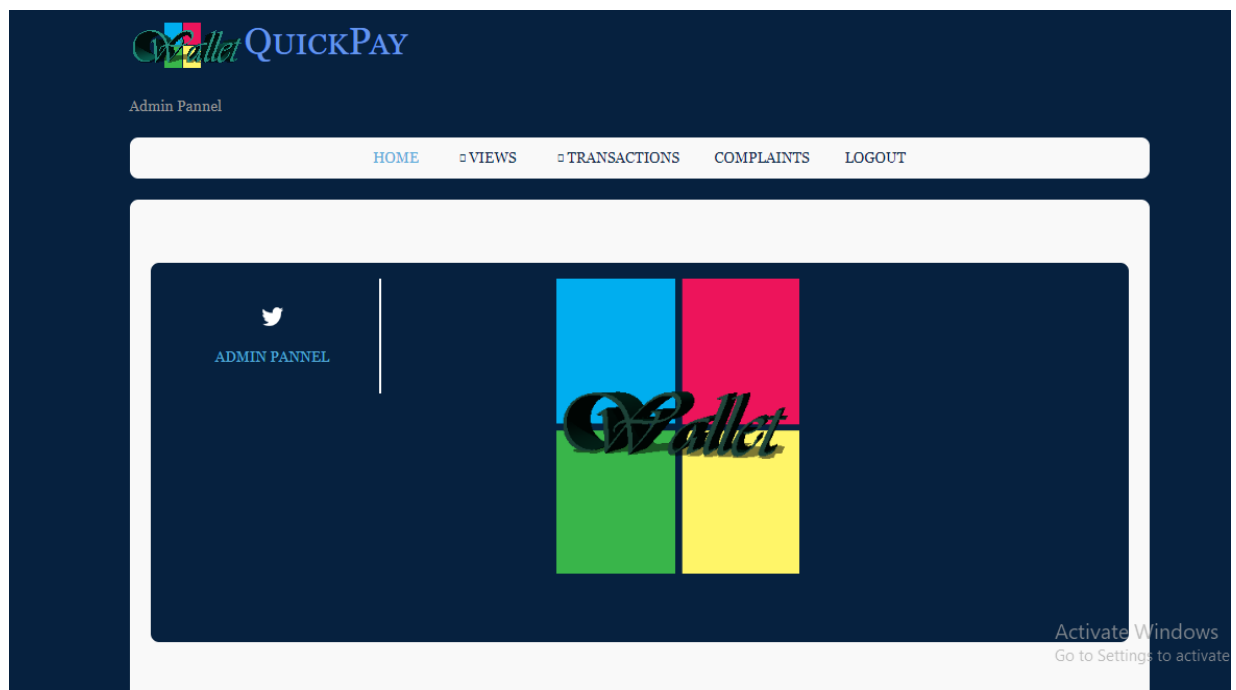 Wallet QuickPay
Admin Pannel
HOME VIEWS TRANSACTIONS COMPLAINTS LOGOUT
ADMIN PANNEL
Wallet
Activate Windows
Go to Settings to activate